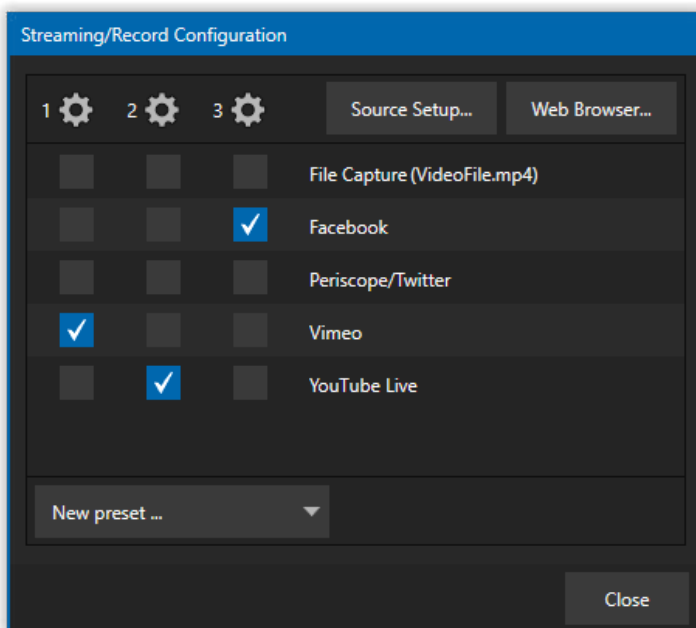 Streaming/Record Configuration
1 2 3 Source Setup... Web Browser...
File Capture (VideoFile.mp4)
Facebook
Periscope/Twitter
Vimeo
YouTube Live
New preset ...
Close